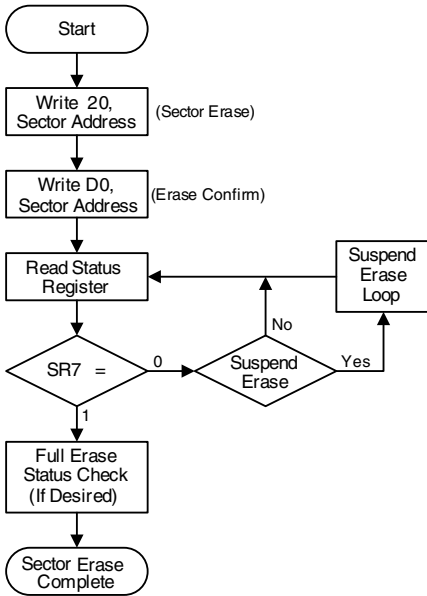 Start
Write 20,
Sector Address
(Sector Erase)
Write D0,
Sector Address
(Erase Confirm)
Read Status
Register
Suspend
Erase
Loop
No
SR7 =
0
Suspend
Erase
Yes
1
Full Erase
Status Check
(If Desired)
Sector Erase
Complete